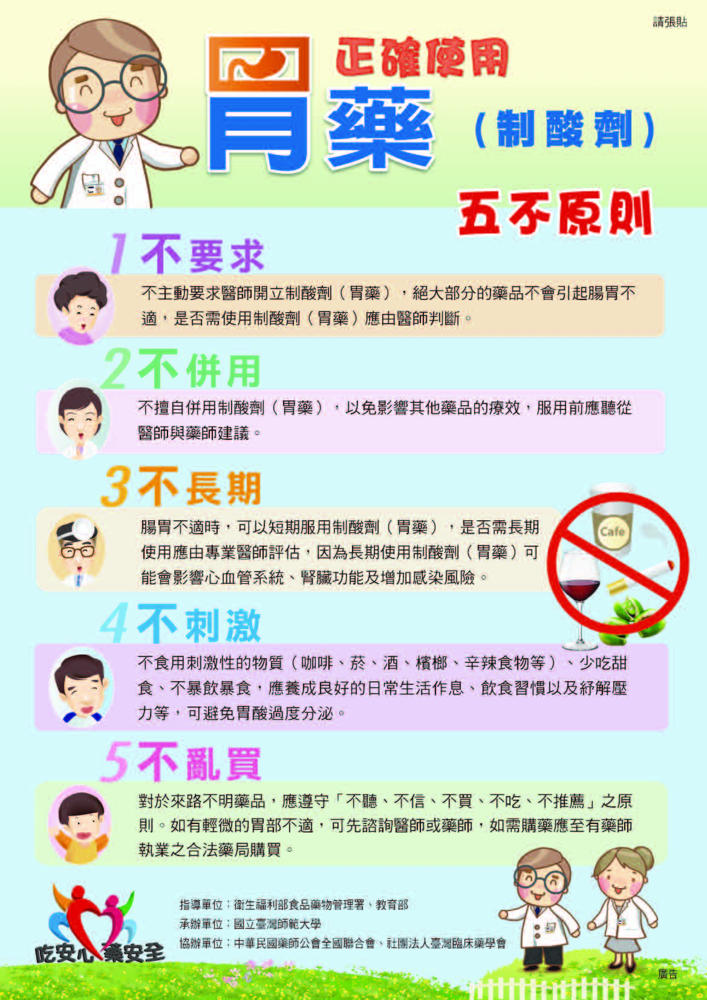 請張貼
正確使用
胃藥
(制酸劑)
五不原則
1不要求
不主動要求醫師開立制酸劑（胃藥），絕大部分的藥品不會引起腸胃不
適，是否需使用制酸劑（胃藥）應由醫師判斷。
2不併用
不擅自併用制酸劑（胃藥），以免影響其他藥品的療效，服用前應聽從
醫師與藥師建議。
3不長期
腸胃不適時，可以短期服用制酸劑（胃藥），是否需長期
使用應由專業醫師評估，因為長期使用制酸劑（胃藥）可
能會影響心血管系統、腎臟功能及增加感染風險。
Cafe
4不刺激
不食用刺激性的物質（咖啡、菸、酒、檳榔、辛辣食物等）、少吃甜
食、不暴飲暴食，應養成良好的日常生活作息、飲食習慣以及紓解壓
力等，可避免胃酸過度分泌。
5不亂買
對於來路不明藥品，應遵守「不聽、不信、不買、不吃、不推薦」之原
則。如有輕微的胃部不適，可先諮詢醫師或藥師，如需購藥應至有藥師
執業之合法藥局購買。
指導單位：衛生福利部食品藥物管理署、教育部
承辦單位：國立臺灣師範大學
協辦單位：中華民國藥師公會全國聯合會、社團法人臺灣臨床藥學會
吃安心 藥安全
廣告